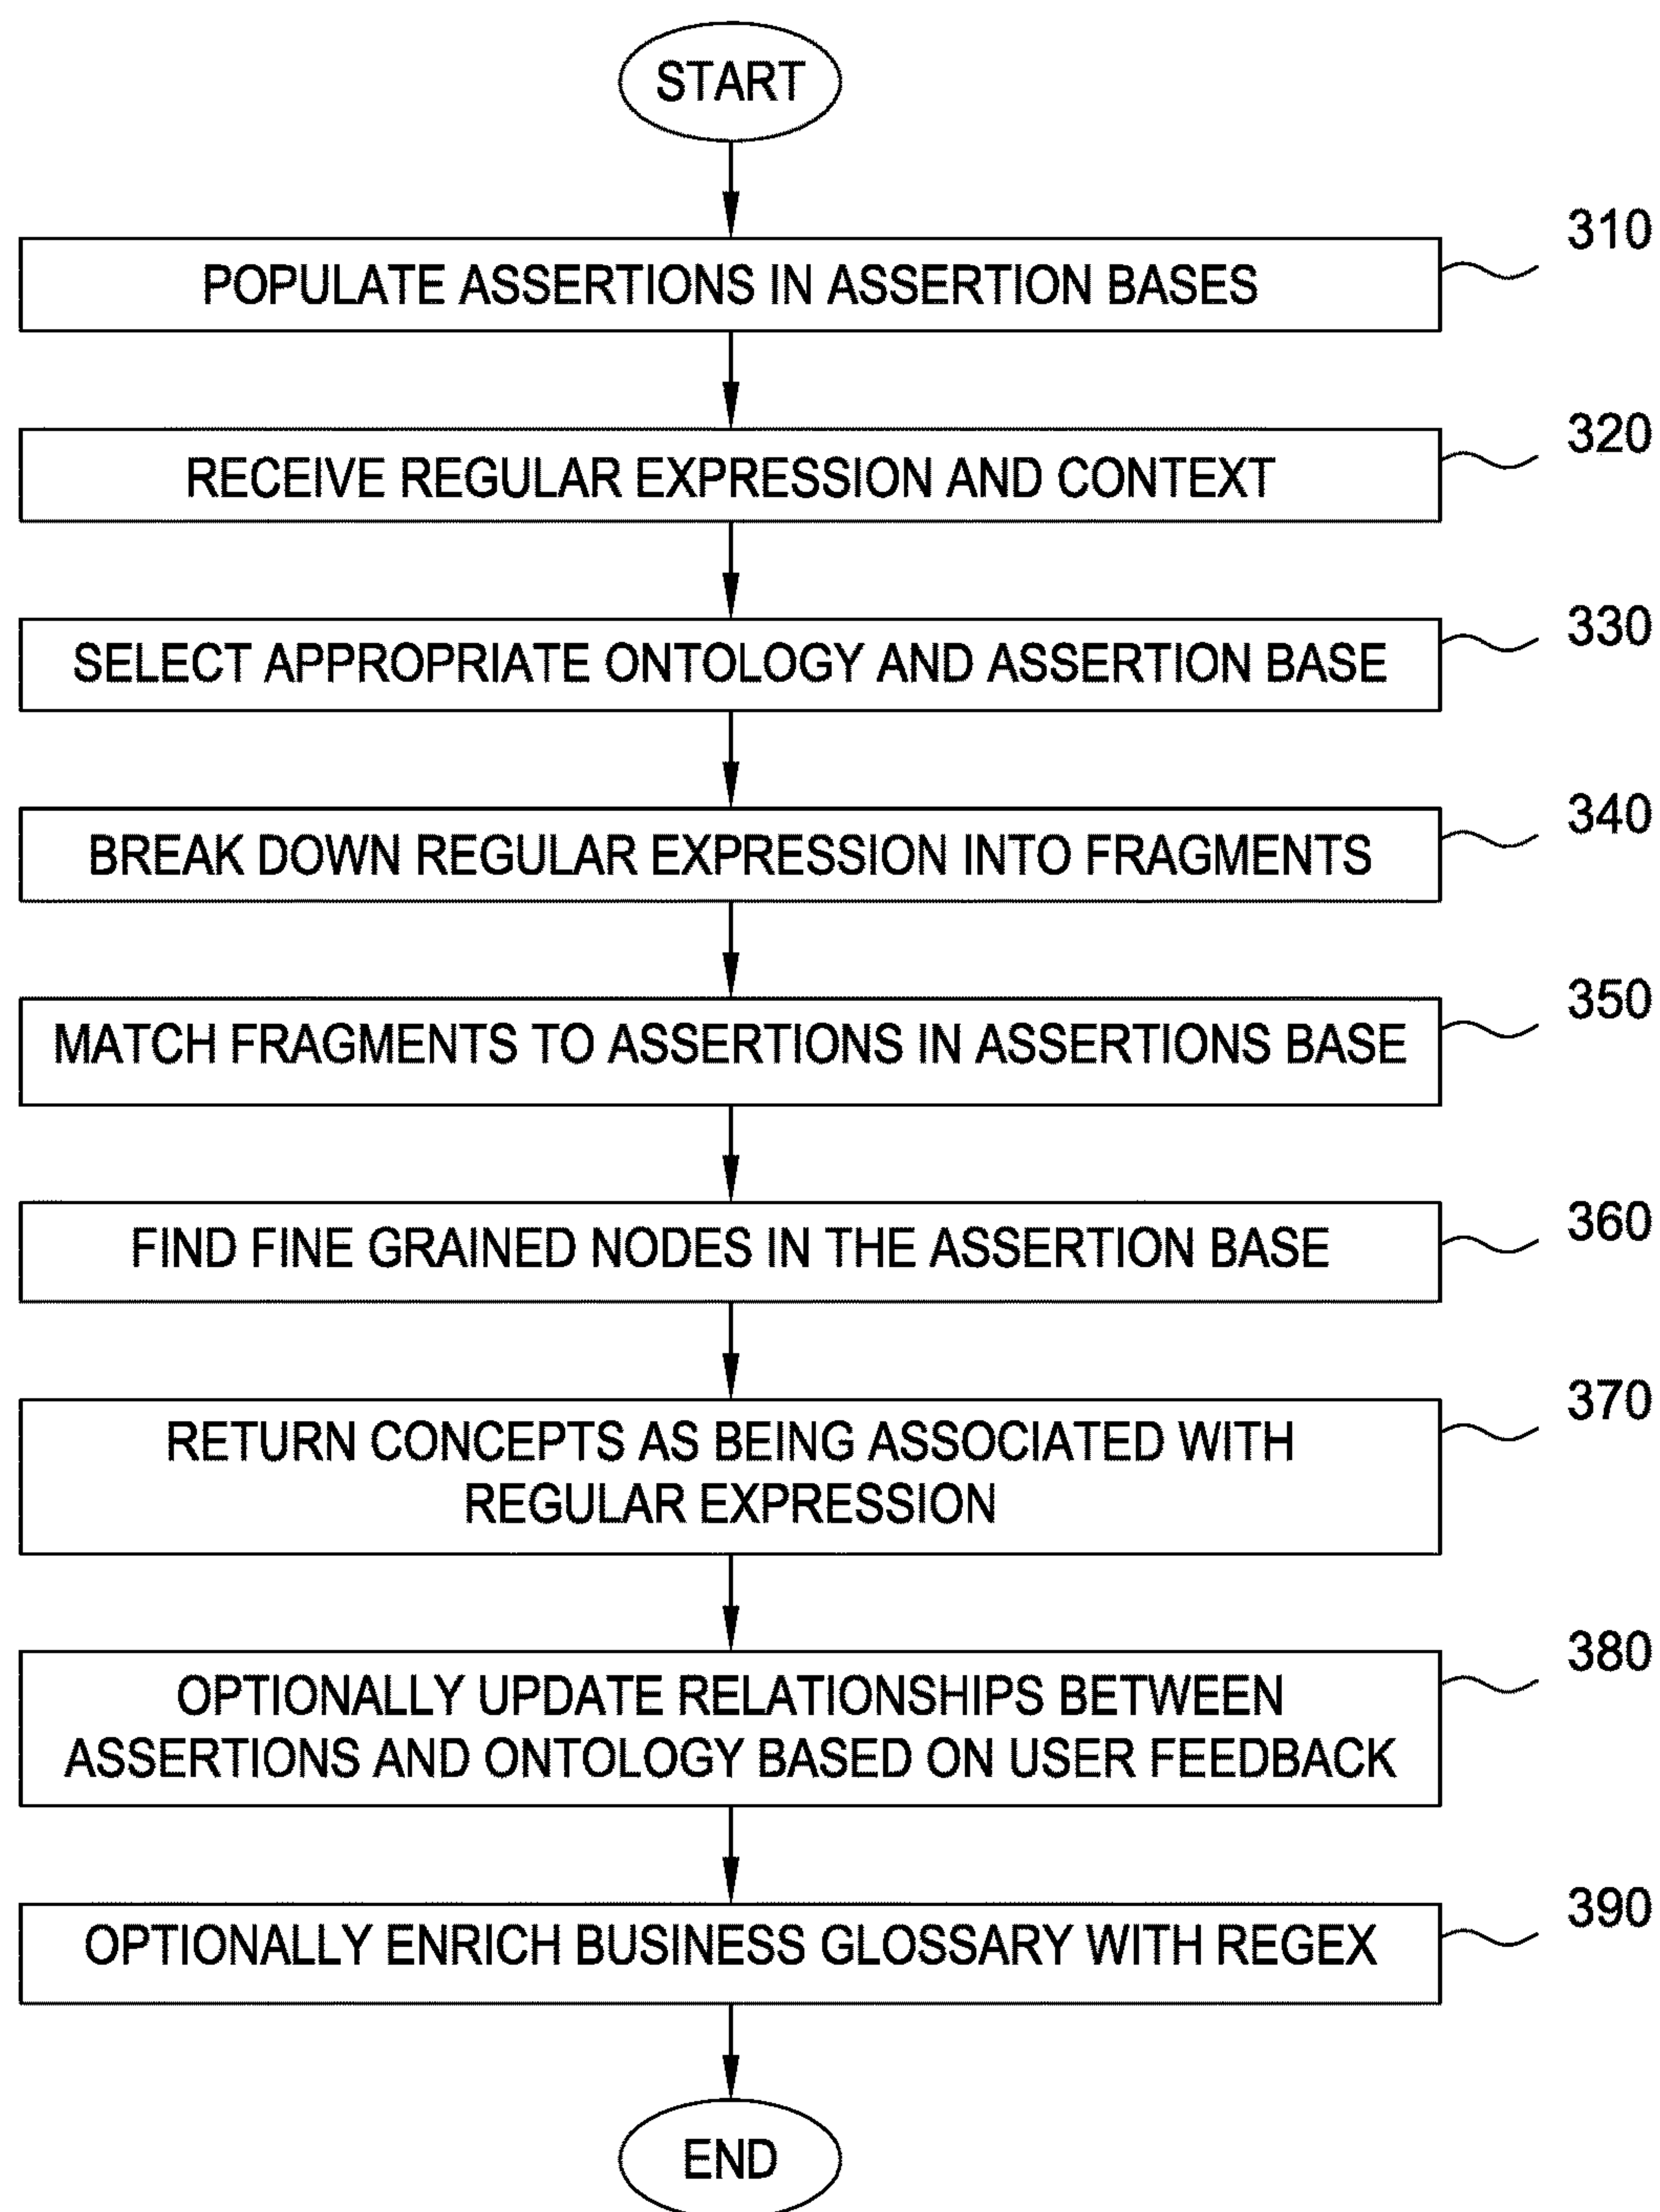 START
310
POPULATE ASSERTIONS IN ASSERTION BASES
320
RECEIVE REGULAR EXPRESSION AND CONTEXT
330
SELECT APPROPRIATE ONTOLOGY AND ASSERTION BASE
340
BREAK DOWN REGULAR EXPRESSION INTO FRAGMENTS
350
MATCH FRAGMENTS TO ASSERTIONS IN ASSERTIONS BASE
360
FIND FINE GRAINED NODES IN THE ASSERTION BASE
370
RETURN CONCEPTS AS BEING ASSOCIATED WITH
REGULAR EXPRESSION
380
OPTIONALLY UPDATE RELATIONSHIPS BETWEEN
ASSERTIONS AND ONTOLOGY BASED ON USER FEEDBACK
390
OPTIONALLY ENRICH BUSINESS GLOSSARY WITH REGEX
END